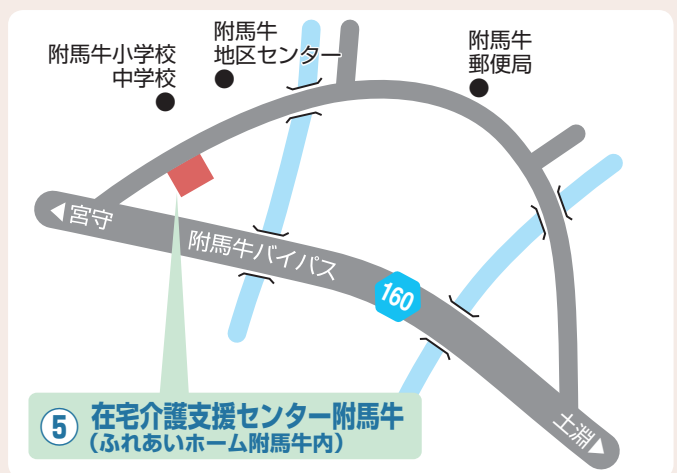 附馬牛小学校
中学校
附馬牛
地区センター
附馬牛
郵便局
◀宮守
附馬牛バイパス
160
土淵▶
⑤ 在宅介護支援センター附馬牛
(ふれあいホーム附馬牛内)